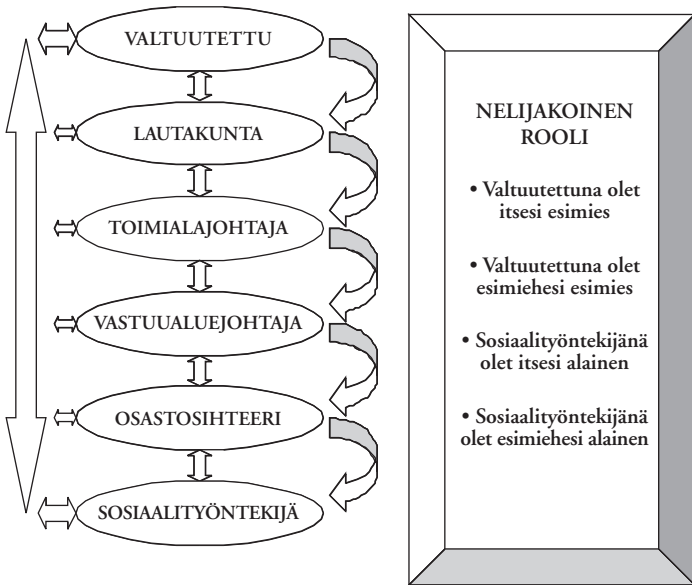 VALTUUTETTU
LAUTAKUNTA
TOIMIALAJOHTAJA
VASTUUALUEJOHTAJA
OSASTOSIHTEERI
SOSIAALITYÖNTEKIJÄ
NELIJAKOINEN
ROOLI
• Valtuutettuna olet
itsesi esimies
• Valtuutettuna olet
esimiehesi esimies
• Sosiaalityöntekijänä
olet itsesi alainen
• Sosiaalityöntekijänä
olet esimiehesi alainen